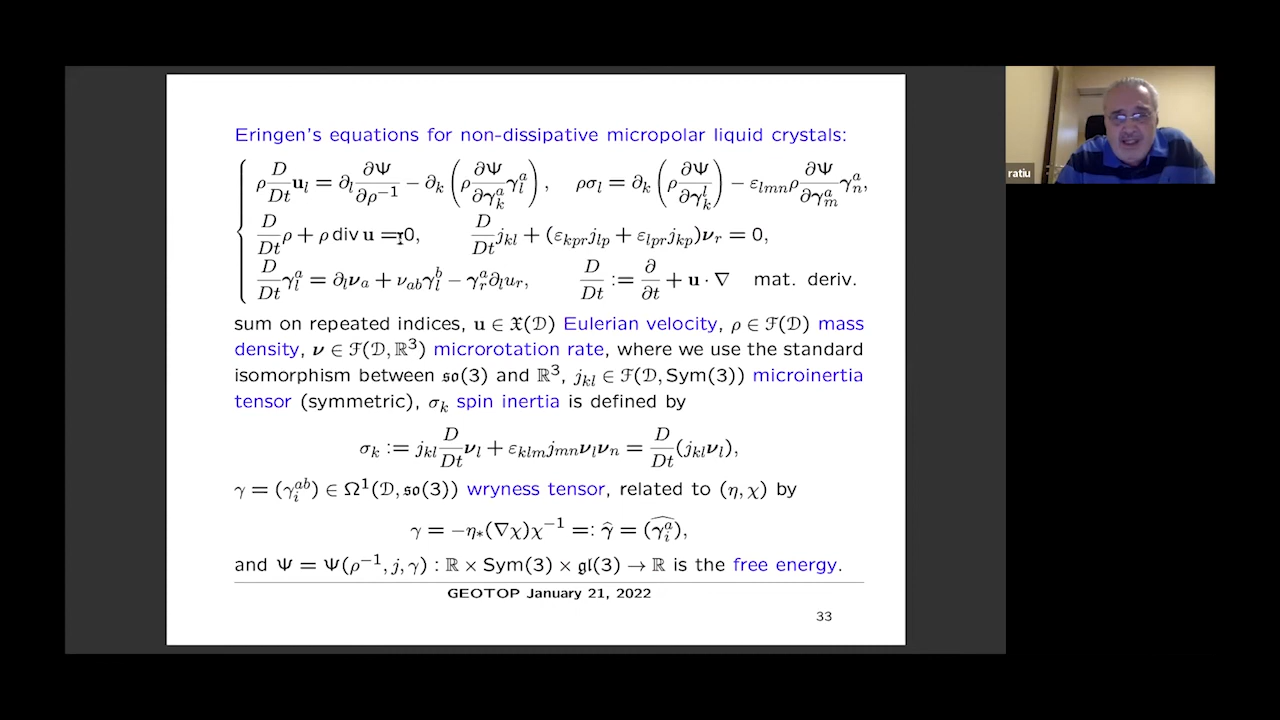 Eringen's equations for non-dissipative micropolar liquid crystals:
ρ D/Dt u_l = ∂_l ∂Ψ/∂ρ^{-1} − ∂_k (ρ ∂Ψ/∂γ^a_k γ^a_l), ρσ_l = ∂_k (ρ ∂Ψ/∂γ^l_k) − ε_{lmn} ρ ∂Ψ/∂γ^a_m γ^a_n,
D/Dt ρ + ρ div u = 0, D/Dt j_{kl} + (ε_{kpr} j_{lp} + ε_{lpr} j_{kp}) ν_r = 0,
D/Dt γ^a_l = ∂_l ν_a + ν_{ab} γ^b_l − γ^a_r ∂_l u_r, D/Dt := ∂/∂t + u · ∇ mat. deriv.
sum on repeated indices, u ∈ 𝔛(𝒟) Eulerian velocity, ρ ∈ ℱ(𝒟) mass
density, ν ∈ ℱ(𝒟, ℝ^3) microrotation rate, where we use the standard
isomorphism between 𝔰𝔬(3) and ℝ^3, j_{kl} ∈ ℱ(𝒟, Sym(3)) microinertia
tensor (symmetric), σ_k spin inertia is defined by
σ_k := j_{kl} D/Dt ν_l + ε_{klm} j_{mn} ν_l ν_n = D/Dt (j_{kl} ν_l),
γ = (γ^{ab}_i) ∈ Ω^1(𝒟, 𝔰𝔬(3)) wryness tensor, related to (η, χ) by
γ = −η_*(∇χ)χ^{-1} =: \hat{γ} = (\widehat{γ^a_i}),
and Ψ = Ψ(ρ^{-1}, j, γ) : ℝ × Sym(3) × 𝔤𝔩(3) → ℝ is the free energy.
GEOTOP January 21, 2022
33
ratiu